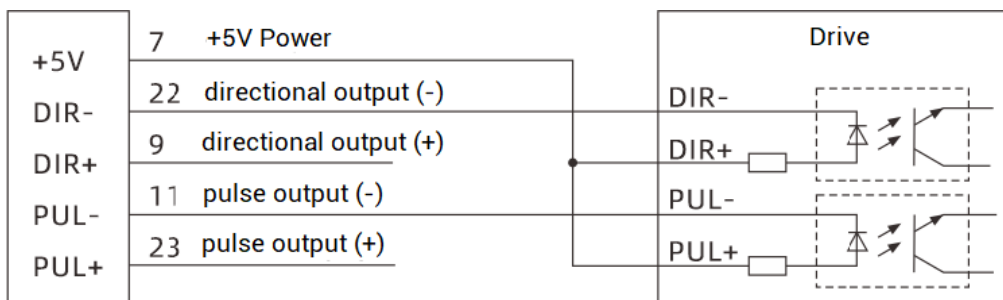 7 +5V Power Drive
+5V
22 directional output (-) DIR-
DIR-
9 directional output (+) DIR+
DIR+
11 pulse output (-) PUL-
PUL-
23 pulse output (+) PUL+
PUL+